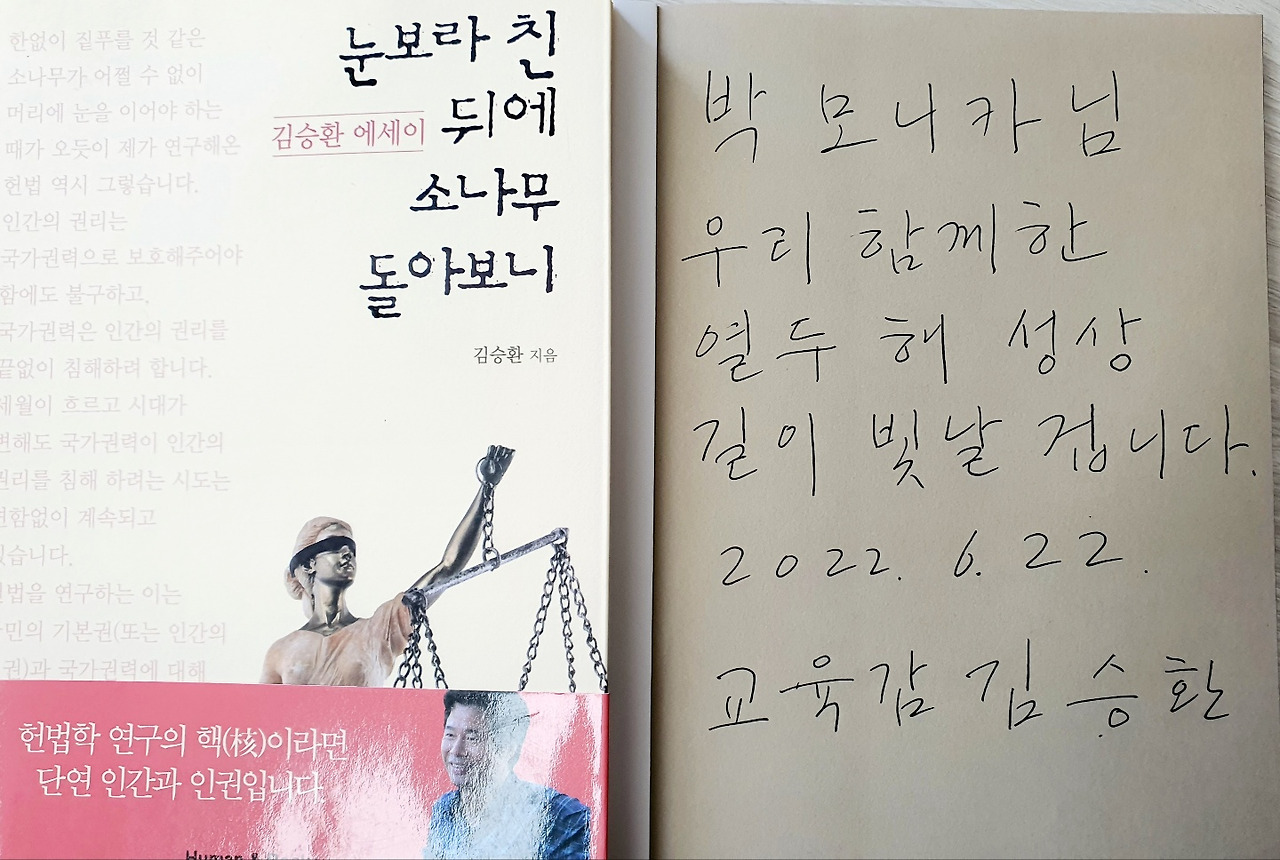 한없이 짙푸를 것 같은
소나무가 어쩔 수 없이
머리에 눈을 이어야 하는
때가 오듯이 제가 연구해온
헌법 역시 그렇습니다.
인간의 권리는
국가권력으로 보호해주어야
함에도 불구하고,
국가권력은 인간의 권리를
끝없이 침해하려 합니다.
세월이 흐르고 시대가
변해도 국가권력이 인간의
권리를 침해 하려는 시도는
변함없이 계속되고
있습니다.
헌법을 연구하는 이는
국민의 기본권(또는 인간의
권)과 국가권력에 대해
눈보라 친
뒤에
김승환 에세이
소나무
돌아보니
김승환 지음
헌법학 연구의 핵(核)이라면
단연 인간과 인권입니다
Human &
박 모니카 님
우리 함께한
열두 해 성상
길이 빛날 겁니다.
2022. 6. 22.
교육감 김승환